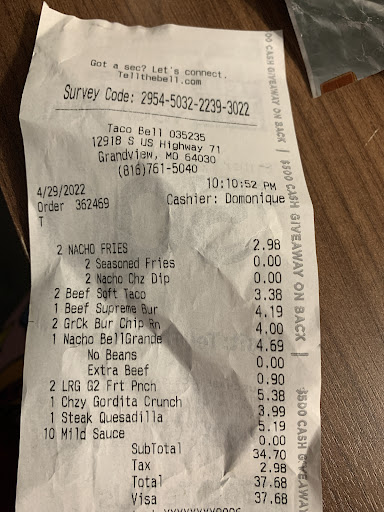 Got a sec? Let's connect.
Tellthebell.com
Survey Code: 2954-5032-2239-3022
Taco Bell 035235
12918 S US Highway 71
Grandview, MO 64030
(816)761-5040
4/29/2022 10:10:52 PM
Order 362469 Cashier: Domonique
T
2 NACHO FRIES 2.98
2 Seasoned Fries 0.00
2 Nacho Chz Dip 0.00
2 Beef Soft Taco 3.38
1 Beef Supreme Bur 4.19
2 GrCk Bur Chip Rn 4.00
1 Nacho BellGrande 4.69
No Beans 0.00
Extra Beef 0.90
2 LRG G2 Frt Pnch 5.38
1 Chzy Gordita Crunch 3.99
1 Steak Quesadilla 5.19
10 Mild Sauce 0.00
SubTotal 34.70
Tax 2.98
Total 37.68
Visa 37.68
500 CASH GIVEAWAY ON BACK
$500 CASH GIVEAWAY ON BACK
$500 CASH GIVEAWAY